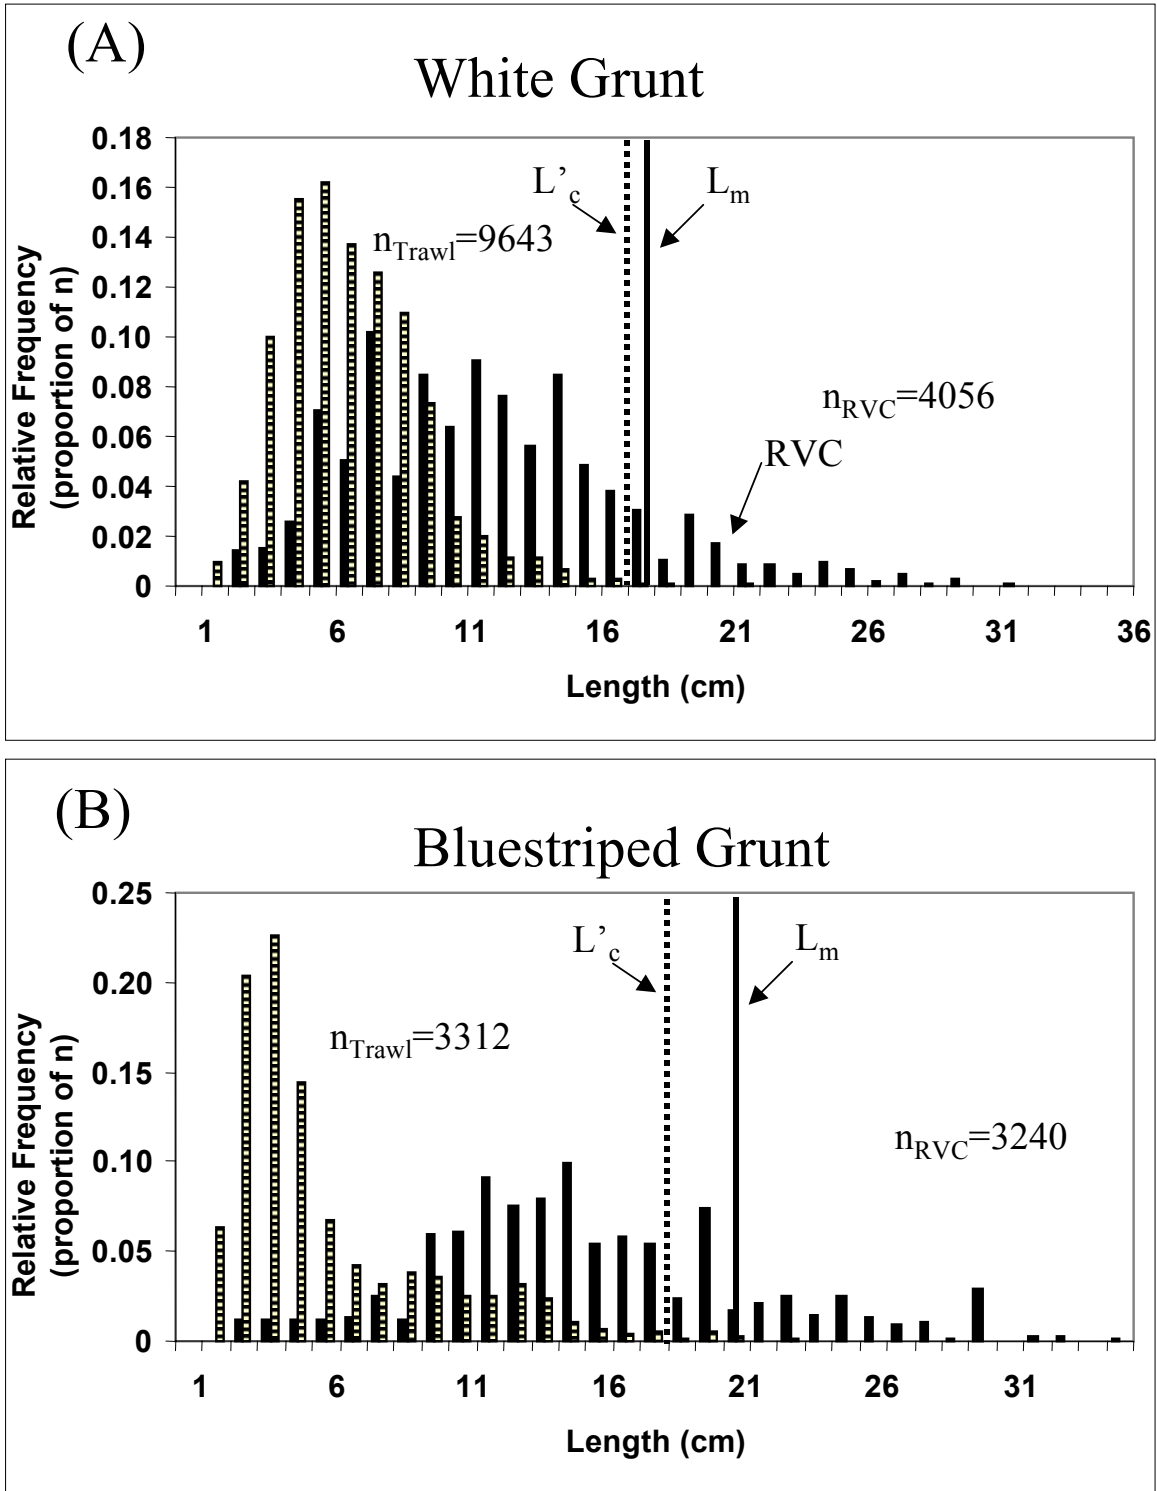 (A)
White Grunt
0.18
0.16
0.14
0.12
0.10
0.08
0.06
0.04
0.02
0
Relative Frequency
(proportion of n)
L’c
Lm
nTrawl=9643
nRVC=4056
RVC
1 6 11 16 21 26 31 36
Length (cm)
(B)
Bluestriped Grunt
0.25
0.20
0.15
0.10
0.05
0
Relative Frequency
(proportion of n)
L’c
Lm
nTrawl=3312
nRVC=3240
1 6 11 16 21 26 31
Length (cm)